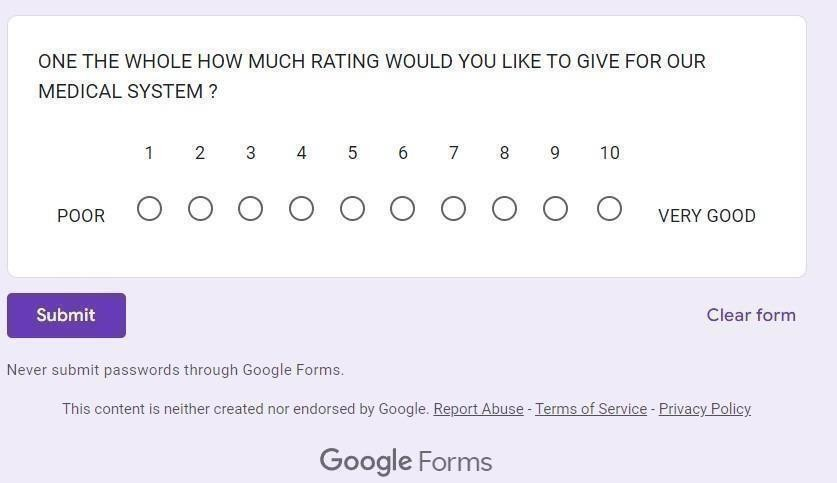 ONE THE WHOLE HOW MUCH RATING WOULD YOU LIKE TO GIVE FOR OUR
MEDICAL SYSTEM ?
1 2 3 4 5 6 7 8 9 10
POOR VERY GOOD
Submit Clear form
Never submit passwords through Google Forms.
This content is neither created nor endorsed by Google. Report Abuse - Terms of Service - Privacy Policy
Google Forms